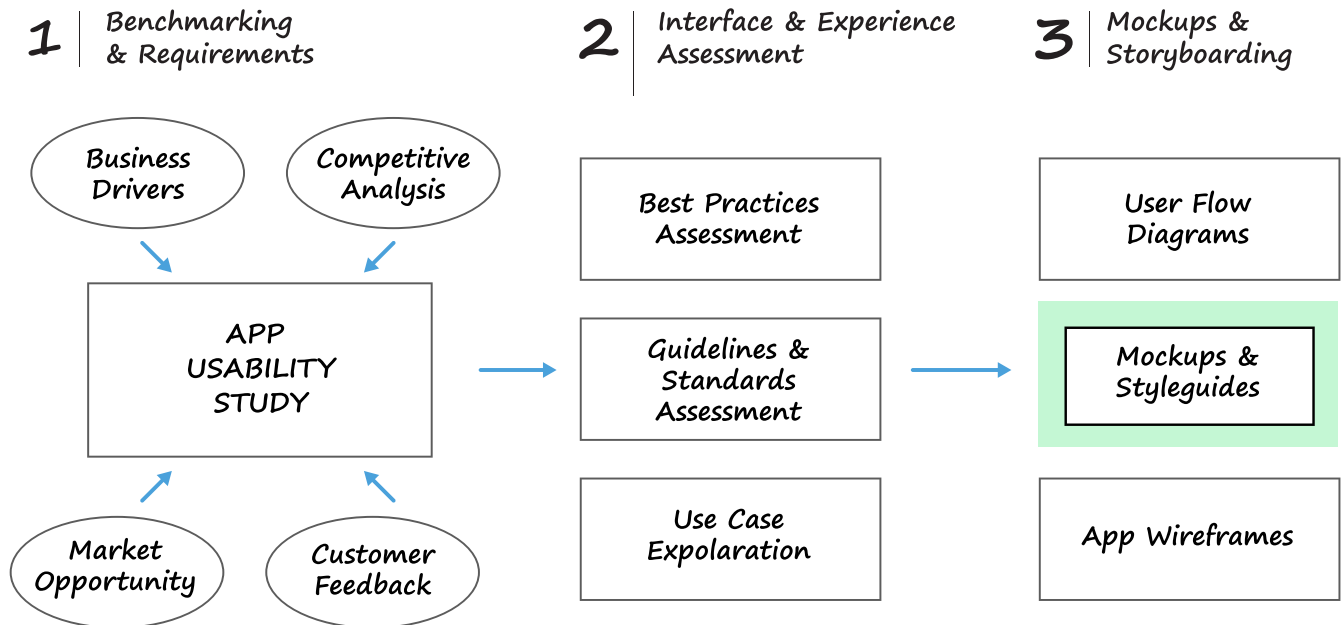 1
Benchmarking
& Requirements
2
Interface & Experience
Assessment
3
Mockups &
Storyboarding
Business
Drivers
Competitive
Analysis
APP
USABILITY
STUDY
Market
Opportunity
Customer
Feedback
Best Practices
Assessment
Guidelines &
Standards
Assessment
Use Case
Expolaration
User Flow
Diagrams
Mockups &
Styleguides
App Wireframes